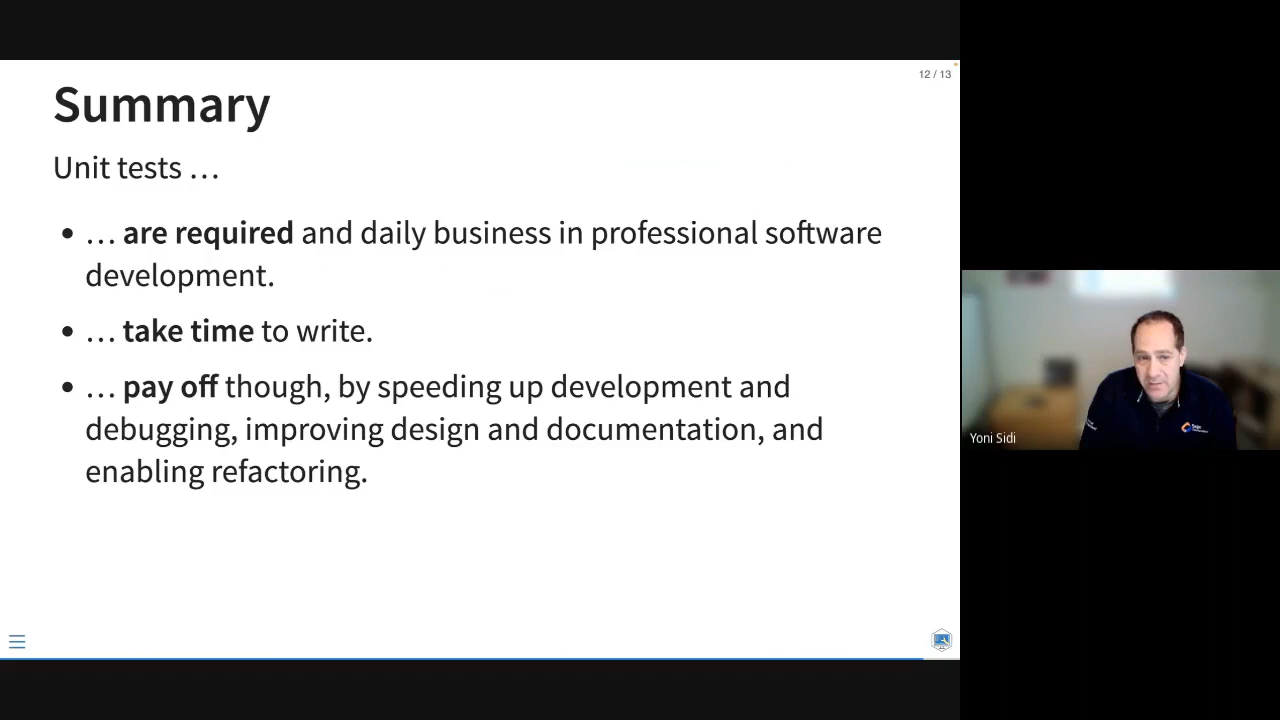 12 / 13
Summary
Unit tests …
• … are required and daily business in professional software
development.
• … take time to write.
• … pay off though, by speeding up development and
debugging, improving design and documentation, and
enabling refactoring.
Yoni Sidi